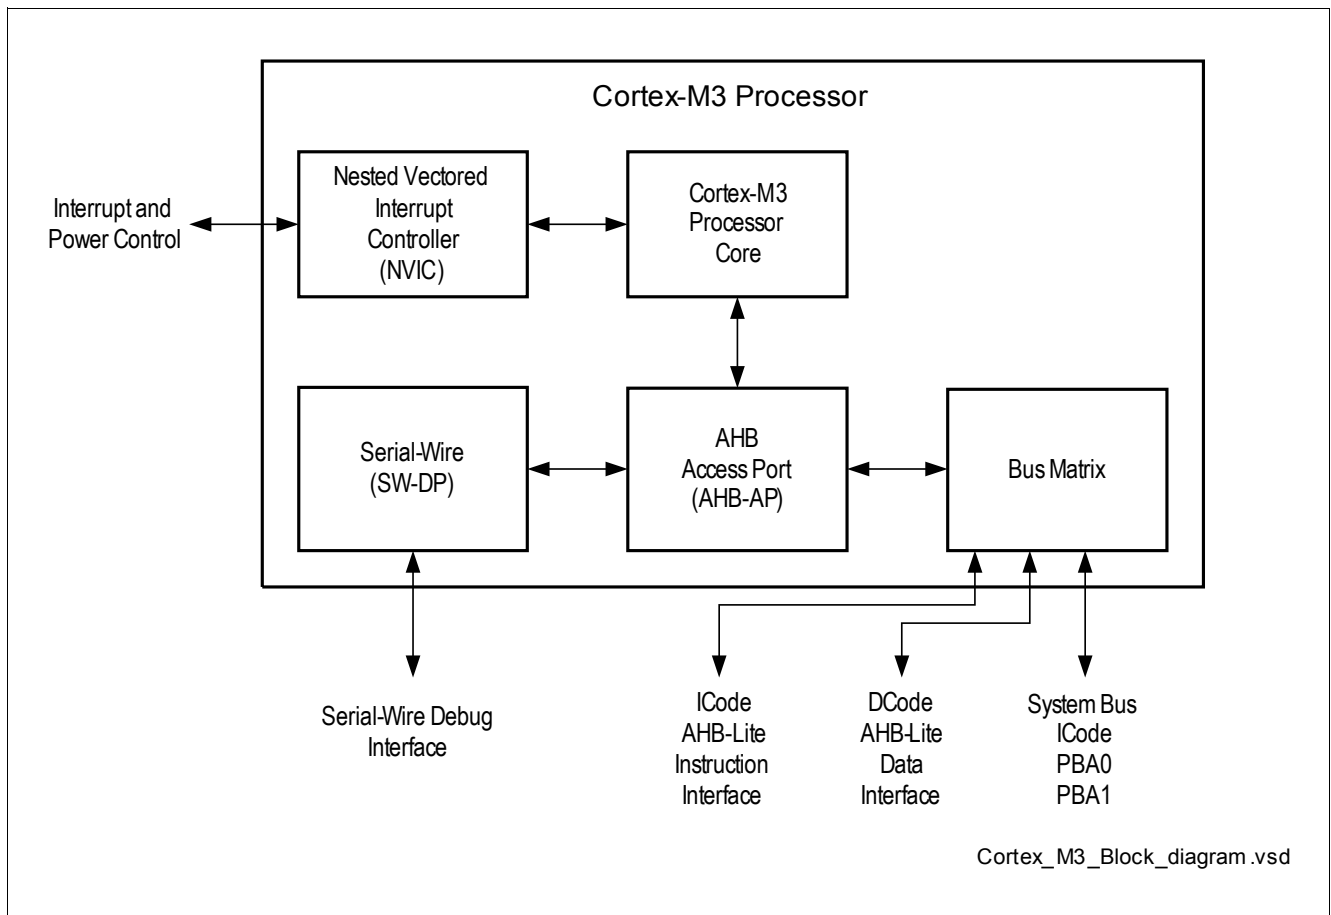 Cortex-M3 Processor
Nested Vectored
Interrupt
Controller
(NVIC)
Cortex-M3
Processor
Core
Interrupt and
Power Control
Serial-Wire
(SW-DP)
AHB
Access Port
(AHB-AP)
Bus Matrix
Serial-Wire Debug
Interface
ICode
AHB-Lite
Instruction
Interface
DCode
AHB-Lite
Data
Interface
System Bus
ICode
PBA0
PBA1
Cortex_M3_Block_diagram.vsd